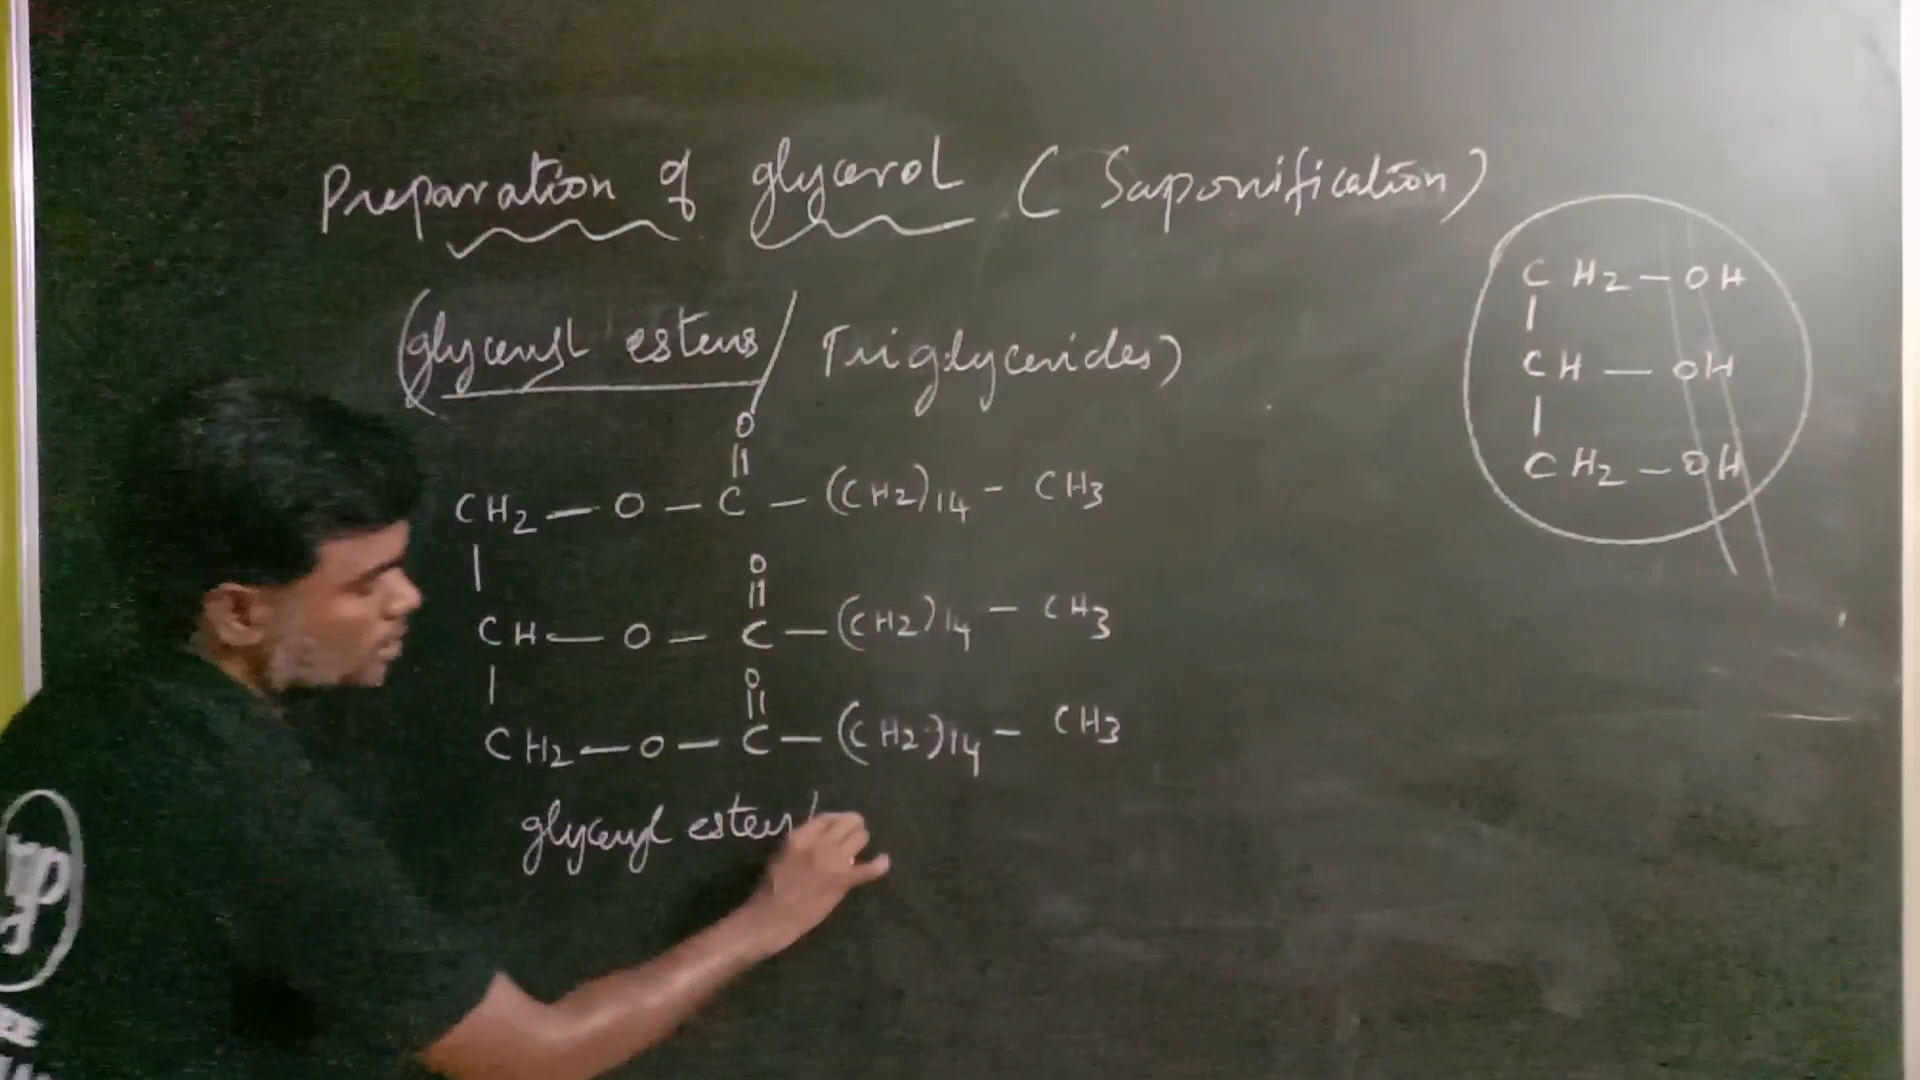 Preparation of glycerol (Saponification)
(glyceryl esters / Triglycerides)
O
||
CH2 — O — C — (CH2)14 - CH3
|
O
||
CH — O — C — (CH2)14 - CH3
|
O
||
CH2 — O — C — (CH2)14 - CH3
glyceryl ester/
CH2 — OH
|
CH — OH
|
CH2 — OH